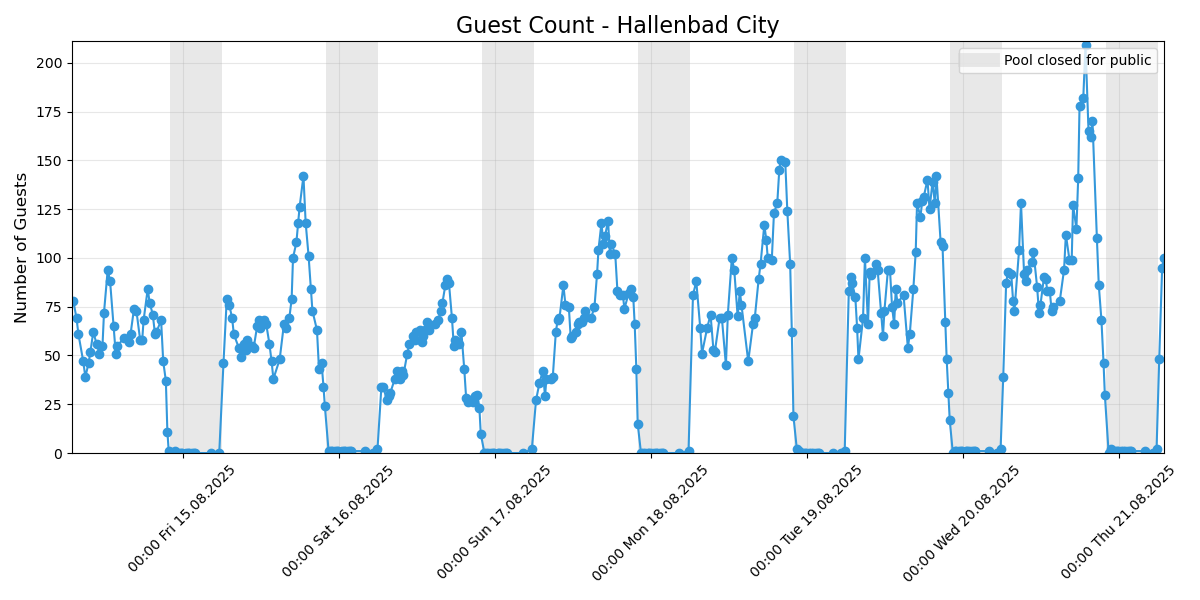 Guest Count - Hallenbad City
Pool closed for public
Number of Guests
200
175
150
125
100
75
50
25
0
00:00 Fri 15.08.2025
00:00 Sat 16.08.2025
00:00 Sun 17.08.2025
00:00 Mon 18.08.2025
00:00 Tue 19.08.2025
00:00 Wed 20.08.2025
00:00 Thu 21.08.2025